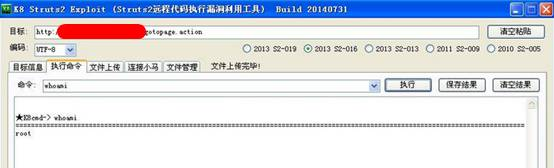 K8 Struts2 Exploit (Struts2远程代码执行漏洞利用工具) Build 20140731
目标: http:/ gotopage.action 清空粘贴
编码: UTF-8 2013 S2-019 2013 S2-016 2013 S2-013 2011 S2-009 2010 S2-005
目标信息 执行命令 文件上传 连接小马 文件管理 文件上传完毕!
命令: whoami 执行 保存结果 清空结果
★K8cmd-> whoami
root